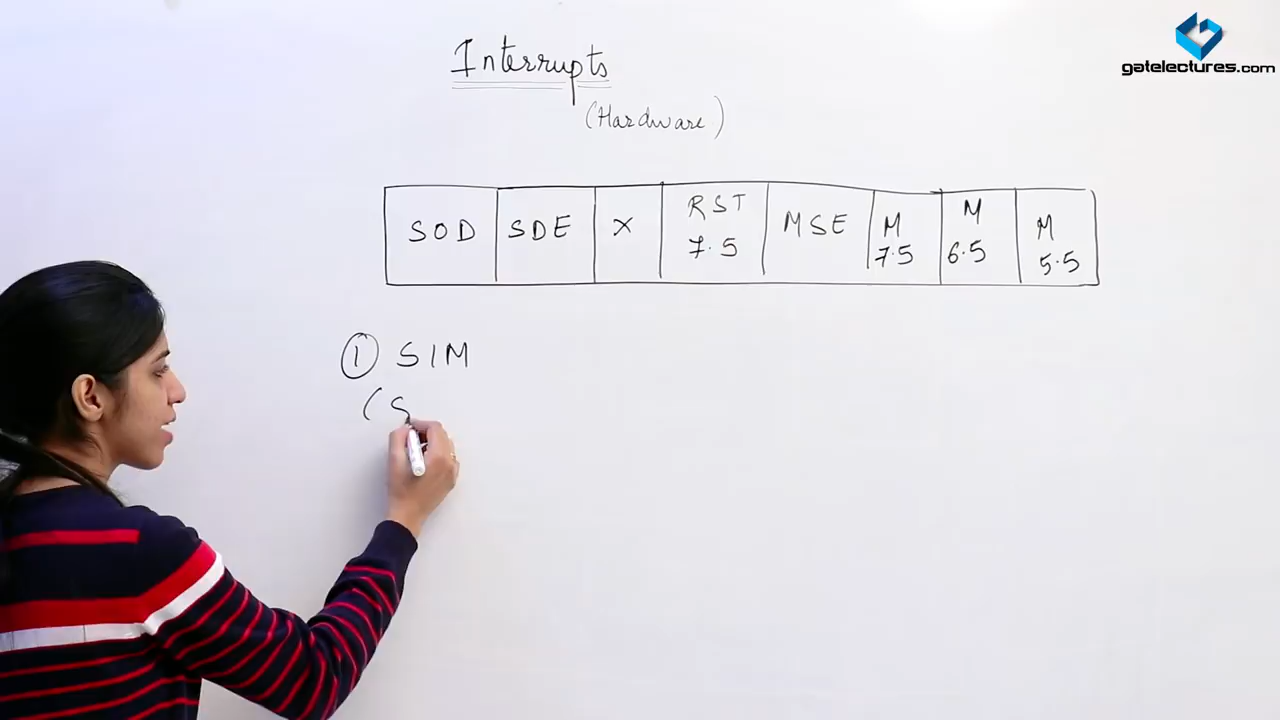 Interrupts
(Hardware)
gatelectures.com
SOD SDE X RST 7.5 MSE M 7.5 M 6.5 M 5.5
① SIM
(S